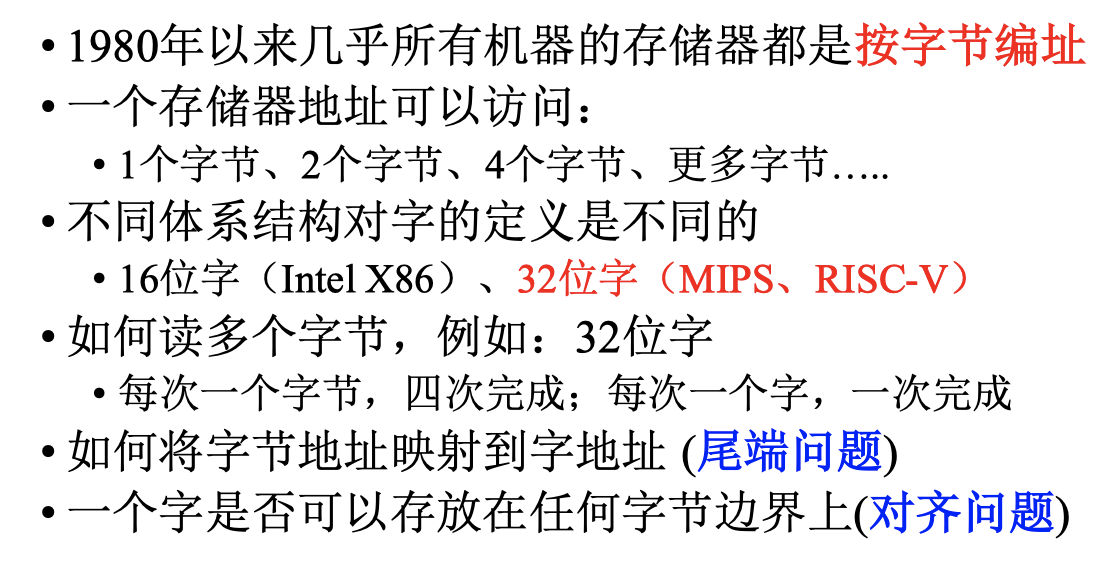 • 1980年以来几乎所有机器的存储器都是按字节编址
• 一个存储器地址可以访问：
• 1个字节、2个字节、4个字节、更多字节…..
• 不同体系结构对字的定义是不同的
• 16位字（Intel X86）、32位字（MIPS、RISC-V）
• 如何读多个字节，例如：32位字
• 每次一个字节，四次完成；每次一个字，一次完成
• 如何将字节地址映射到字地址 (尾端问题)
• 一个字是否可以存放在任何字节边界上(对齐问题)